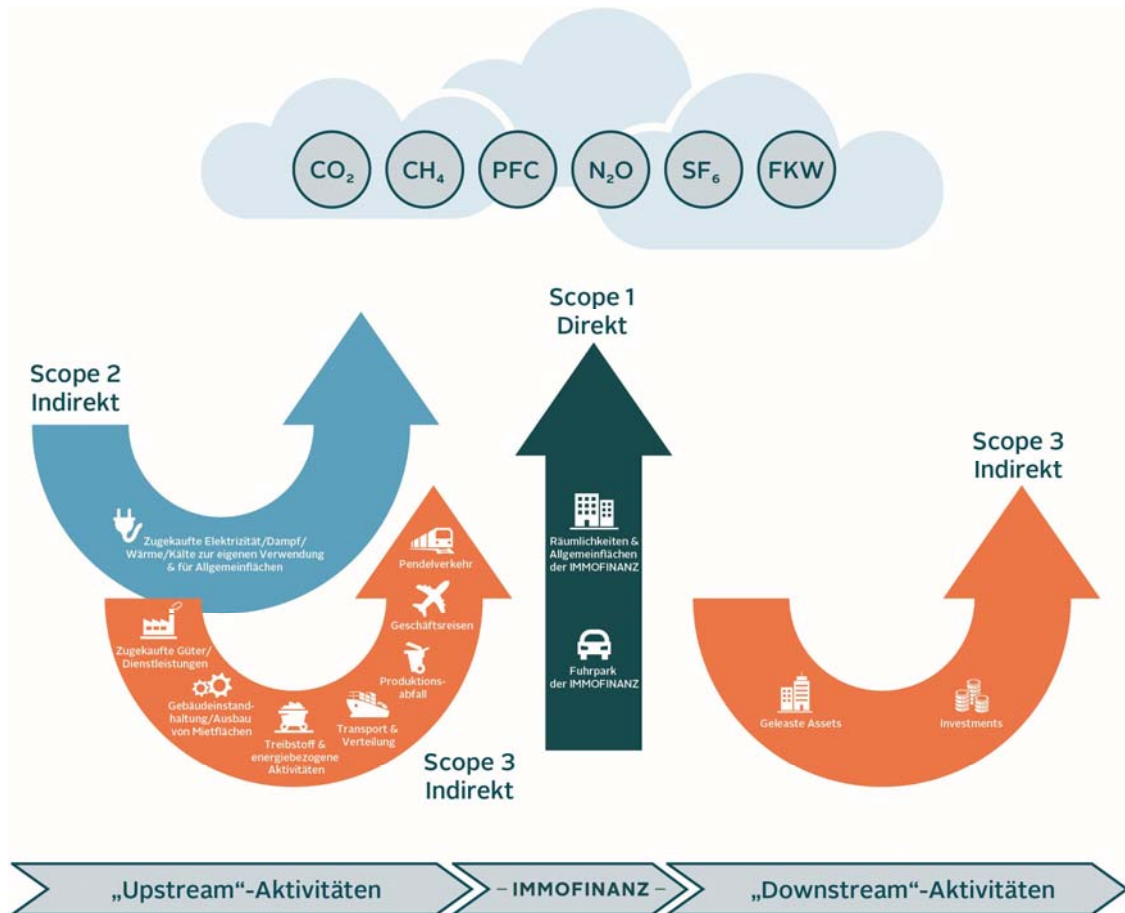 CO₂ CH₄ PFC N₂O SF₆ FKW
Scope 1
Direkt
Scope 2
Indirekt
Zugekaufte Elektrizität/Dampf/
Wärme/Kälte zur eigenen Verwendung
& für Allgemeinflächen
Pendelverkehr
Geschäftsreisen
Produktions-
abfall
Transport &
Verteilung
Treibstoff &
energiebezogene
Aktivitäten
Gebäudeinstand-
haltung/Ausbau
von Mietflächen
Zugekaufte Güter/
Dienstleistungen
Scope 3
Indirekt
Räumlichkeiten &
Allgemeinflächen
der IMMOFINANZ
Fuhrpark
der IMMOFINANZ
Scope 3
Indirekt
Geleaste Assets
Investments
„Upstream“-Aktivitäten
– IMMOFINANZ –
„Downstream“-Aktivitäten